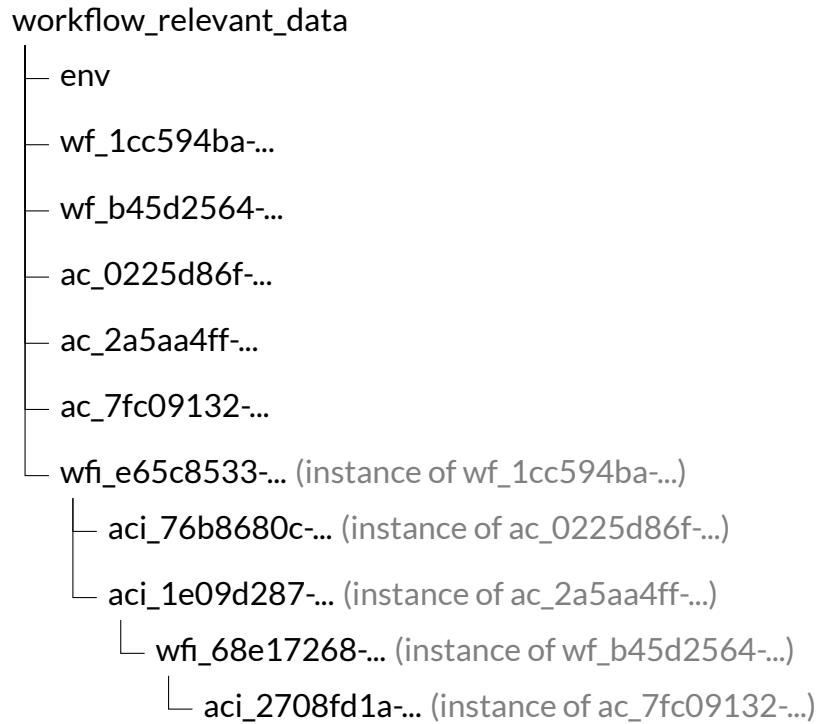 workflow_relevant_data
env
wf_1cc594ba-...
wf_b45d2564-...
ac_0225d86f-...
ac_2a5aa4ff-...
ac_7fc09132-...
wfi_e65c8533-... (instance of wf_1cc594ba-...)
aci_76b8680c-... (instance of ac_0225d86f-...)
aci_1e09d287-... (instance of ac_2a5aa4ff-...)
wfi_68e17268-... (instance of wf_b45d2564-...)
aci_2708fd1a-... (instance of ac_7fc09132-...)